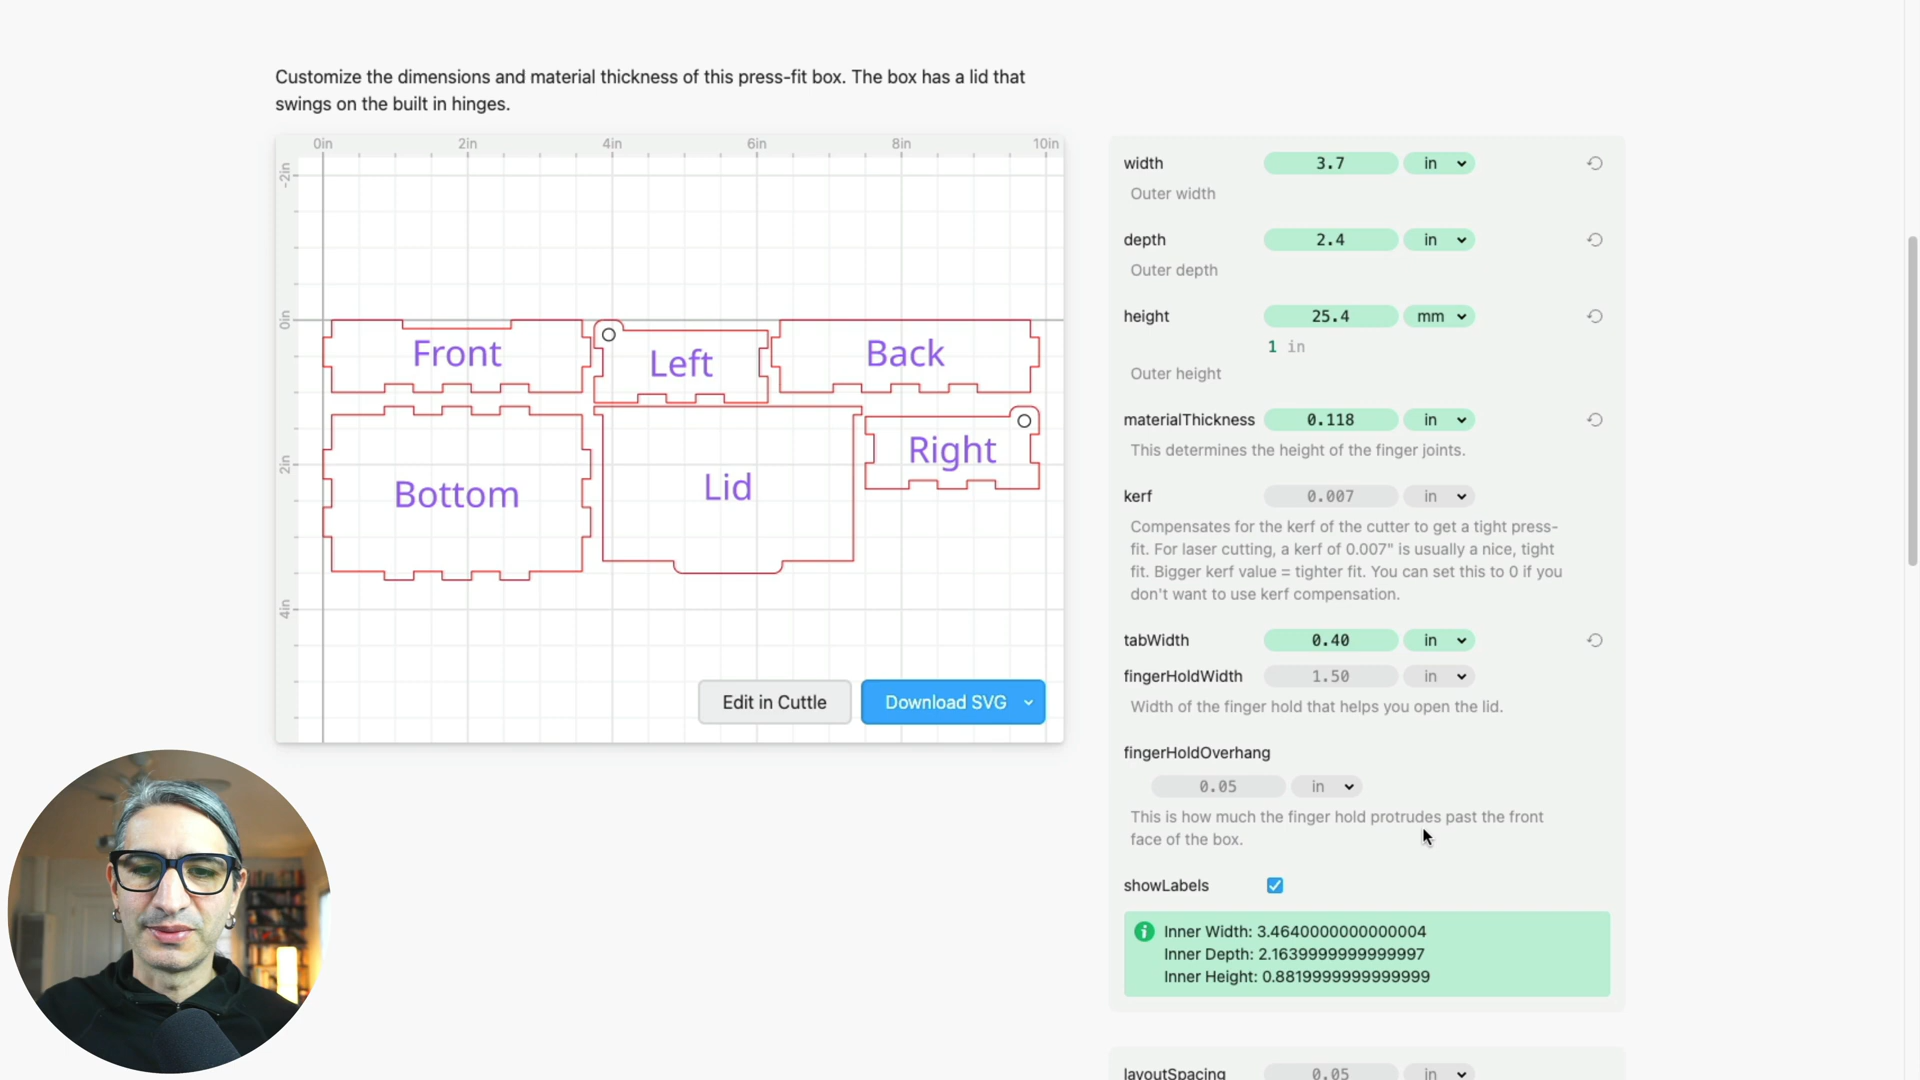 Customize the dimensions and material thickness of this press-fit box. The box has a lid that
swings on the built in hinges.
0in 2in 4in 6in 8in 10in
-2in
0in
2in
4in
Front
Left
Back
Bottom
Lid
Right
Edit in Cuttle
Download SVG
width 3.7 in
Outer width
depth 2.4 in
Outer depth
height 25.4 mm
1 in
Outer height
materialThickness 0.118 in
This determines the height of the finger joints.
kerf 0.007 in
Compensates for the kerf of the cutter to get a tight press-
fit. For laser cutting, a kerf of 0.007" is usually a nice, tight
fit. Bigger kerf value = tighter fit. You can set this to 0 if you
don't want to use kerf compensation.
tabWidth 0.40 in
fingerHoldWidth 1.50 in
Width of the finger hold that helps you open the lid.
fingerHoldOverhang
0.05 in
This is how much the finger hold protrudes past the front
face of the box.
showLabels
Inner Width: 3.4640000000000004
Inner Depth: 2.1639999999999997
Inner Height: 0.8819999999999999
layoutSpacing 0.05 in